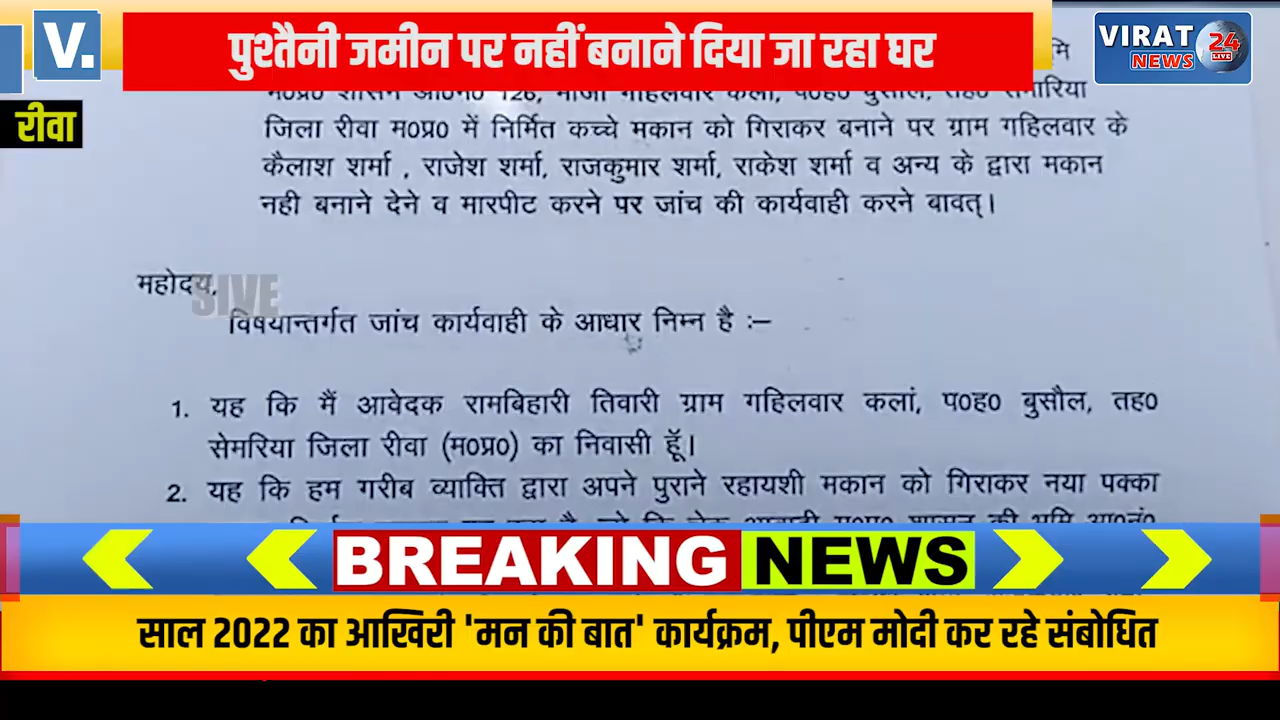 V.
पुश्तैनी जमीन पर नहीं बनाने दिया जा रहा घर
VIRAT
NEWS
24
LIVE
रीवा
जिला रीवा म0प्र0 में निर्मित कच्चे मकान को गिराकर बनाने पर ग्राम गहिलवार के
कैलाश शर्मा , राजेश शर्मा, राजकुमार शर्मा, राकेश शर्मा व अन्य के द्वारा मकान
नही बनाने देने व मारपीट करने पर जांच की कार्यवाही करने बावत्।
महोदय,
SIVE
विषयान्तर्गत जांच कार्यवाही के आधार निम्न है :–
1. यह कि मैं आवेदक रामबिहारी तिवारी ग्राम गहिलवार कलां, प0ह0 बुसौल, तह0
सेमरिया जिला रीवा (म0प्र0) का निवासी हूॅं।
2. यह कि हम गरीब व्याक्ति द्वारा अपने पुराने रहायशी मकान को गिराकर नया पक्का
BREAKING NEWS
साल 2022 का आखिरी 'मन की बात' कार्यक्रम, पीएम मोदी कर रहे संबोधित